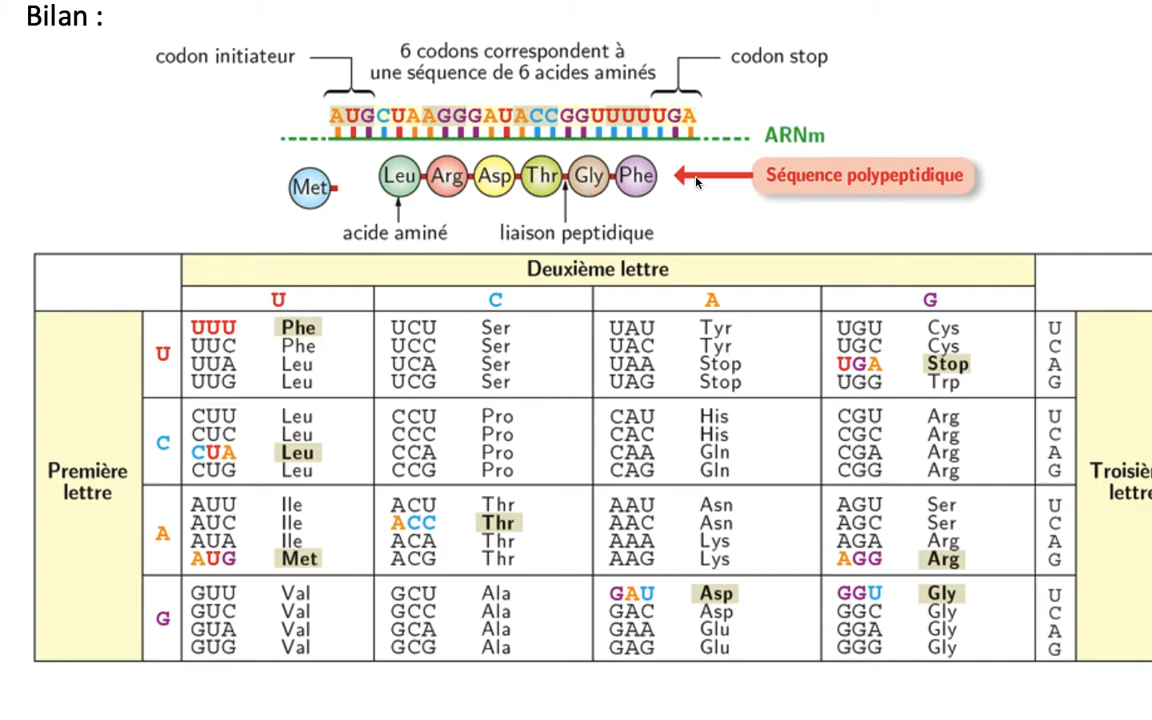 Bilan :
codon initiateur
6 codons correspondent à
une séquence de 6 acides aminés
codon stop
AUGCUAAGGGAUACCGGUUUUUGA
ARNm
Met
Leu Arg Asp Thr Gly Phe
Séquence polypeptidique
acide aminé
liaison peptidique
Deuxième lettre
U C A G
Première
lettre
Troisièm
lettre
U
UUU Phe UCU Ser UAU Tyr UGU Cys U
UUC Phe UCC Ser UAC Tyr UGC Cys C
UUA Leu UCA Ser UAA Stop UGA Stop A
UUG Leu UCG Ser UAG Stop UGG Trp G
C
CUU Leu CCU Pro CAU His CGU Arg U
CUC Leu CCC Pro CAC His CGC Arg C
CUA Leu CCA Pro CAA Gln CGA Arg A
CUG Leu CCG Pro CAG Gln CGG Arg G
A
AUU Ile ACU Thr AAU Asn AGU Ser U
AUC Ile ACC Thr AAC Asn AGC Ser C
AUA Ile ACA Thr AAA Lys AGA Arg A
AUG Met ACG Thr AAG Lys AGG Arg G
G
GUU Val GCU Ala GAU Asp GGU Gly U
GUC Val GCC Ala GAC Asp GGC Gly C
GUA Val GCA Ala GAA Glu GGA Gly A
GUG Val GCG Ala GAG Glu GGG Gly G